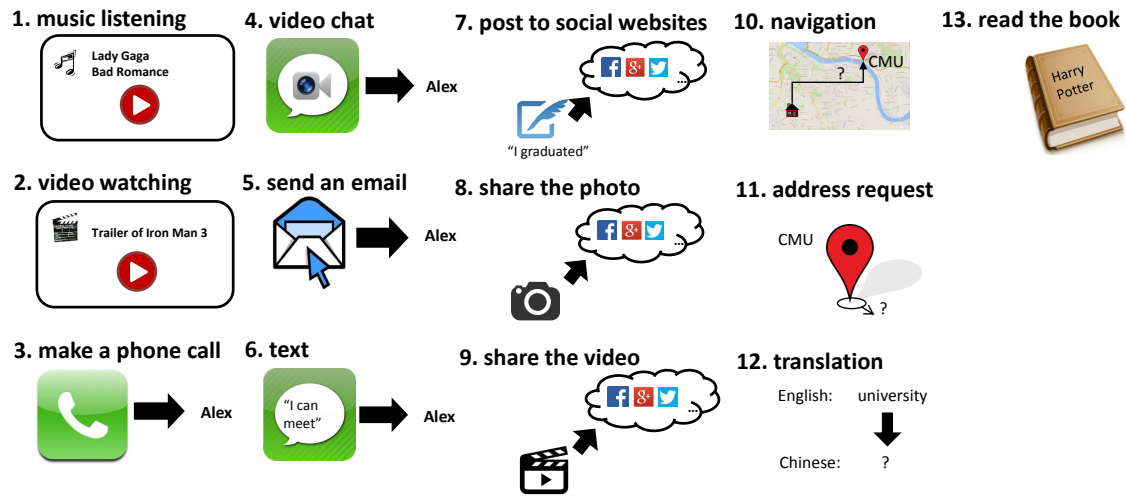 1. music listening
Lady Gaga
Bad Romance
2. video watching
Trailer of Iron Man 3
3. make a phone call
Alex
4. video chat
Alex
5. send an email
Alex
6. text
"I can
meet"
Alex
7. post to social websites
f 8+
...
"I graduated"
8. share the photo
f 8+
...
9. share the video
f 8+
...
10. navigation
CMU
?
11. address request
CMU
?
12. translation
English: university
Chinese: ?
13. read the book
Harry
Potter